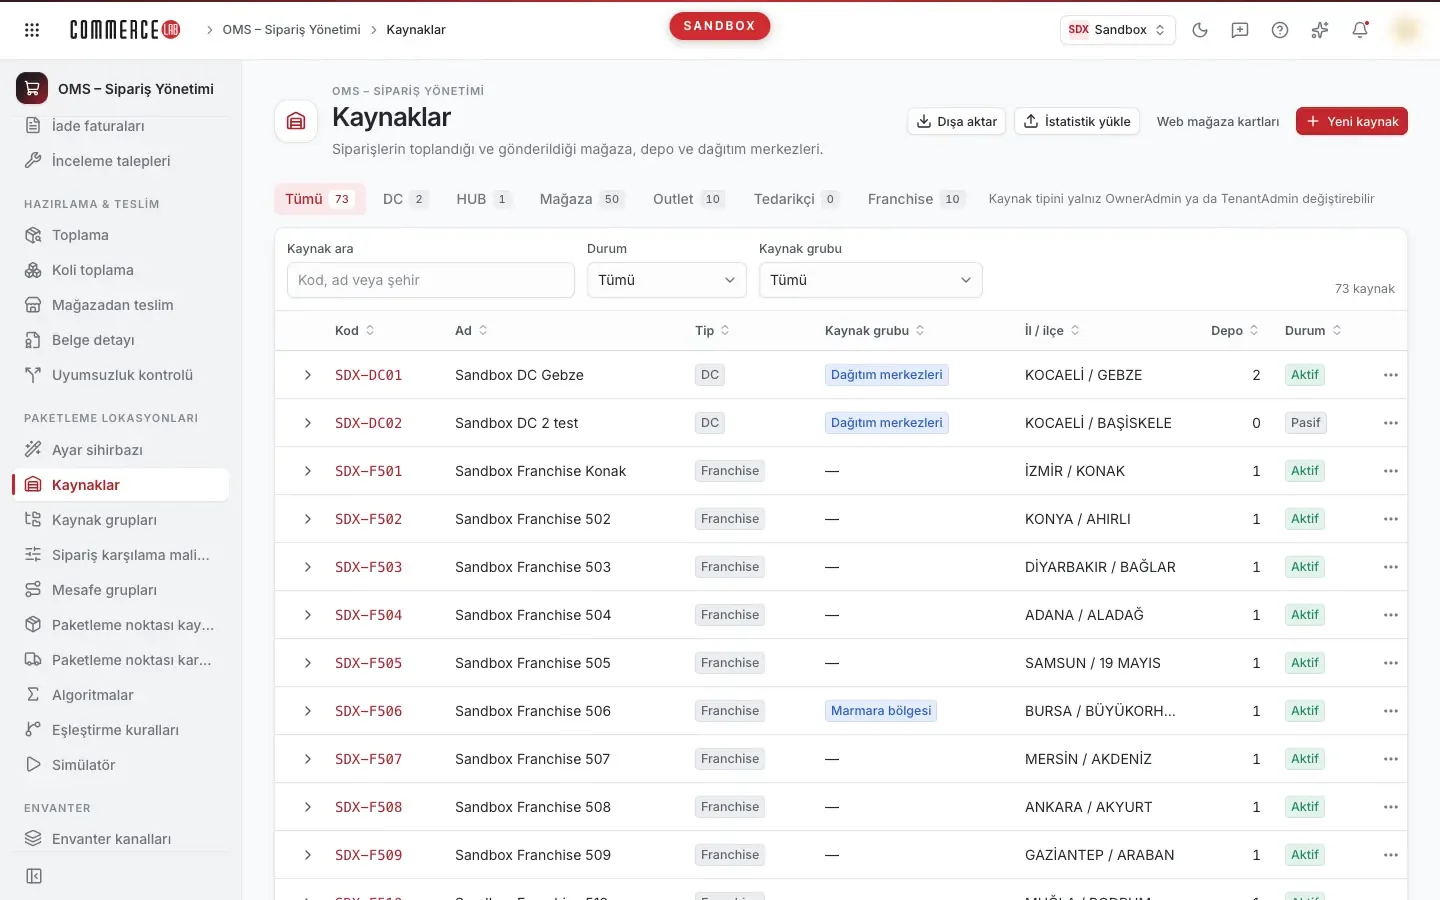 COMMERCE LAB
OMS – Sipariş Yönetimi
Kaynaklar
SANDBOX
SDX Sandbox
OMS – Sipariş Yönetimi
İade faturaları
İnceleme talepleri
HAZIRLAMA & TESLİM
Toplama
Koli toplama
Mağazadan teslim
Belge detayı
Uyumsuzluk kontrolü
PAKETLEME LOKASYONLARI
Ayar sihirbazı
Kaynaklar
Kaynak grupları
Sipariş karşılama mali...
Mesafe grupları
Paketleme noktası kay...
Paketleme noktası kar...
Algoritmalar
Eşleştirme kuralları
Simülatör
ENVANTER
Envanter kanalları
OMS – SİPARİŞ YÖNETİMİ
Kaynaklar
Siparişlerin toplandığı ve gönderildiği mağaza, depo ve dağıtım merkezleri.
Dışa aktar
İstatistik yükle
Web mağaza kartları
Yeni kaynak
Tümü 73
DC 2
HUB 1
Mağaza 50
Outlet 10
Tedarikçi 0
Franchise 10
Kaynak tipini yalnız OwnerAdmin ya da TenantAdmin değiştirebilir
Kaynak ara
Kod, ad veya şehir
Durum
Tümü
Kaynak grubu
Tümü
73 kaynak
Kod Ad Tip Kaynak grubu İl / ilçe Depo Durum
SDX-DC01 Sandbox DC Gebze DC Dağıtım merkezleri KOCAELİ / GEBZE 2 Aktif
SDX-DC02 Sandbox DC 2 test DC Dağıtım merkezleri KOCAELİ / BAŞİSKELE 0 Pasif
SDX-F501 Sandbox Franchise Konak Franchise — İZMİR / KONAK 1 Aktif
SDX-F502 Sandbox Franchise 502 Franchise — KONYA / AHIRLI 1 Aktif
SDX-F503 Sandbox Franchise 503 Franchise — DİYARBAKIR / BAĞLAR 1 Aktif
SDX-F504 Sandbox Franchise 504 Franchise — ADANA / ALADAĞ 1 Aktif
SDX-F505 Sandbox Franchise 505 Franchise — SAMSUN / 19 MAYIS 1 Aktif
SDX-F506 Sandbox Franchise 506 Franchise Marmara bölgesi BURSA / BÜYÜKORH... 1 Aktif
SDX-F507 Sandbox Franchise 507 Franchise — MERSİN / AKDENİZ 1 Aktif
SDX-F508 Sandbox Franchise 508 Franchise — ANKARA / AKYURT 1 Aktif
SDX-F509 Sandbox Franchise 509 Franchise — GAZİANTEP / ARABAN 1 Aktif